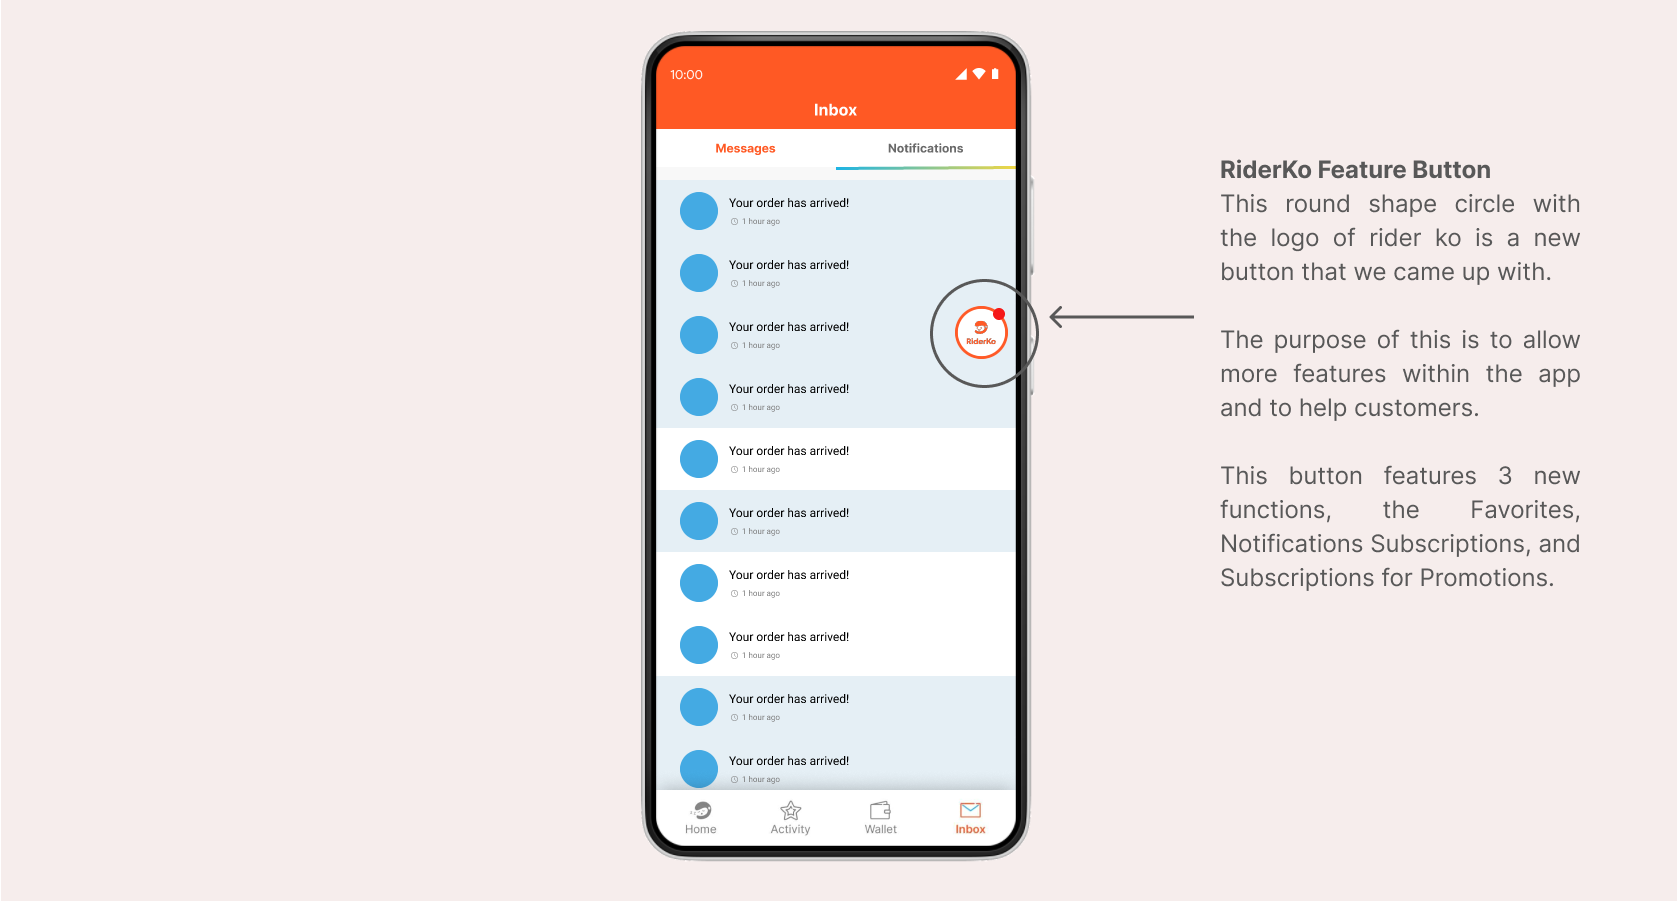 10:00
Inbox
Messages
Notifications
Your order has arrived!
1 hour ago
Your order has arrived!
1 hour ago
Your order has arrived!
1 hour ago
Your order has arrived!
1 hour ago
Your order has arrived!
1 hour ago
Your order has arrived!
1 hour ago
Your order has arrived!
1 hour ago
Your order has arrived!
1 hour ago
Your order has arrived!
1 hour ago
Your order has arrived!
1 hour ago
RiderKo
Home
Activity
Wallet
Inbox
RiderKo Feature Button
This round shape circle with
the logo of rider ko is a new
button that we came up with.
The purpose of this is to allow
more features within the app
and to help customers.
This button features 3 new
functions, the Favorites,
Notifications Subscriptions, and
Subscriptions for Promotions.